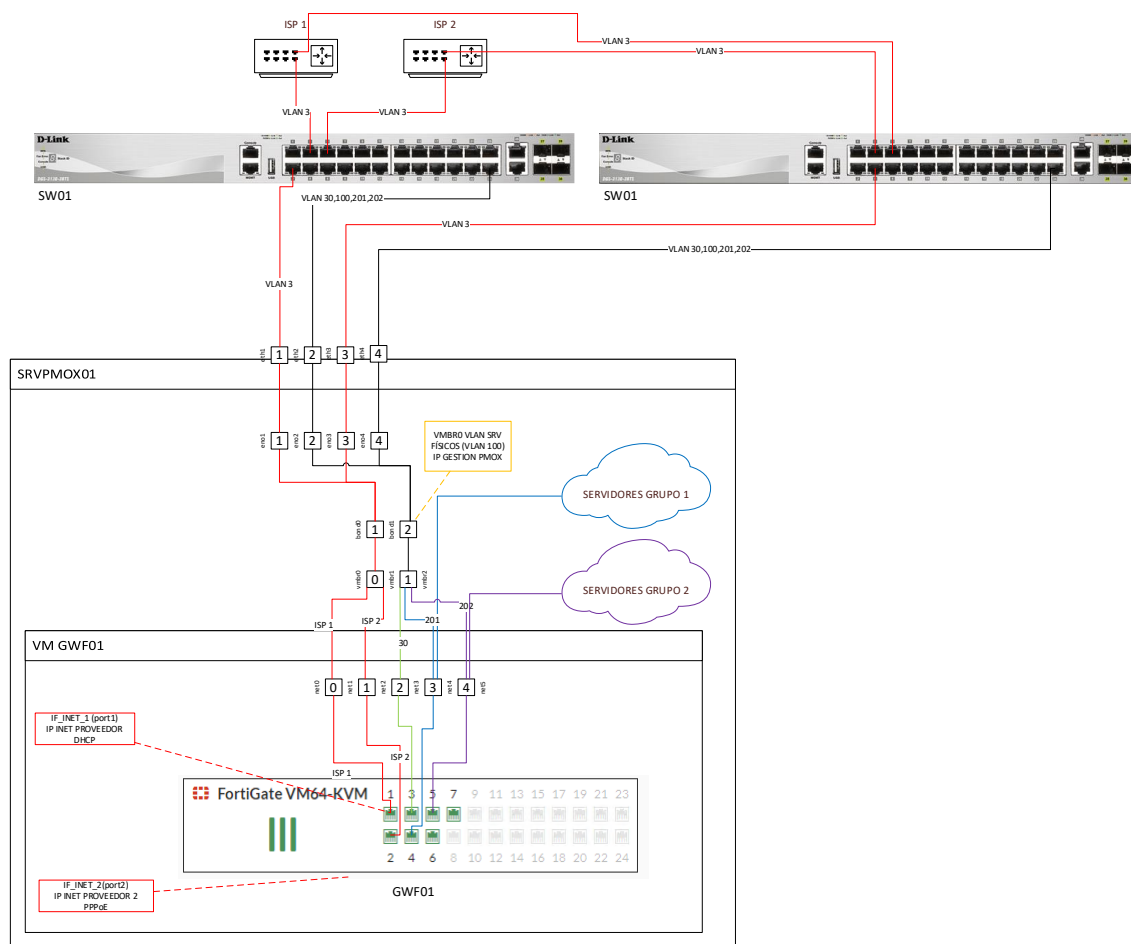 ISP 1
ISP 2
VLAN 3
VLAN 3
VLAN 3
VLAN 3
D-Link
D-Link
Console
Console
MGMT
USB
MGMT
USB
SW01
SW01
VLAN 30,100,201,202
VLAN 3
VLAN 30,100,201,202
VLAN 3
eth1
1
eth2
2
eth3
3
eth4
4
SRVPMOX01
eno1
1
eno2
2
eno3
3
eno4
4
VMBR0 VLAN SRV
FÍSICOS (VLAN 100)
IP GESTION PMOX
SERVIDORES GRUPO 1
bond0
1
bond1
2
vmbr0
0
vmbr1
1
vmbr2
SERVIDORES GRUPO 2
202
ISP 1
ISP 2
201
30
VM GWF01
net0
0
net1
1
net2
2
net3
3
net4
4
net5
IF_INET_1 (port1)
IP INET PROVEEDOR
DHCP
ISP 2
ISP 1
FortiGate VM64-KVM
1 3 5 7 9 11 13 15 17 19 21 23
2 4 6 8 10 12 14 16 18 20 22 24
IF_INET_2(port2)
IP INET PROVEEDOR 2
PPPoE
GWF01